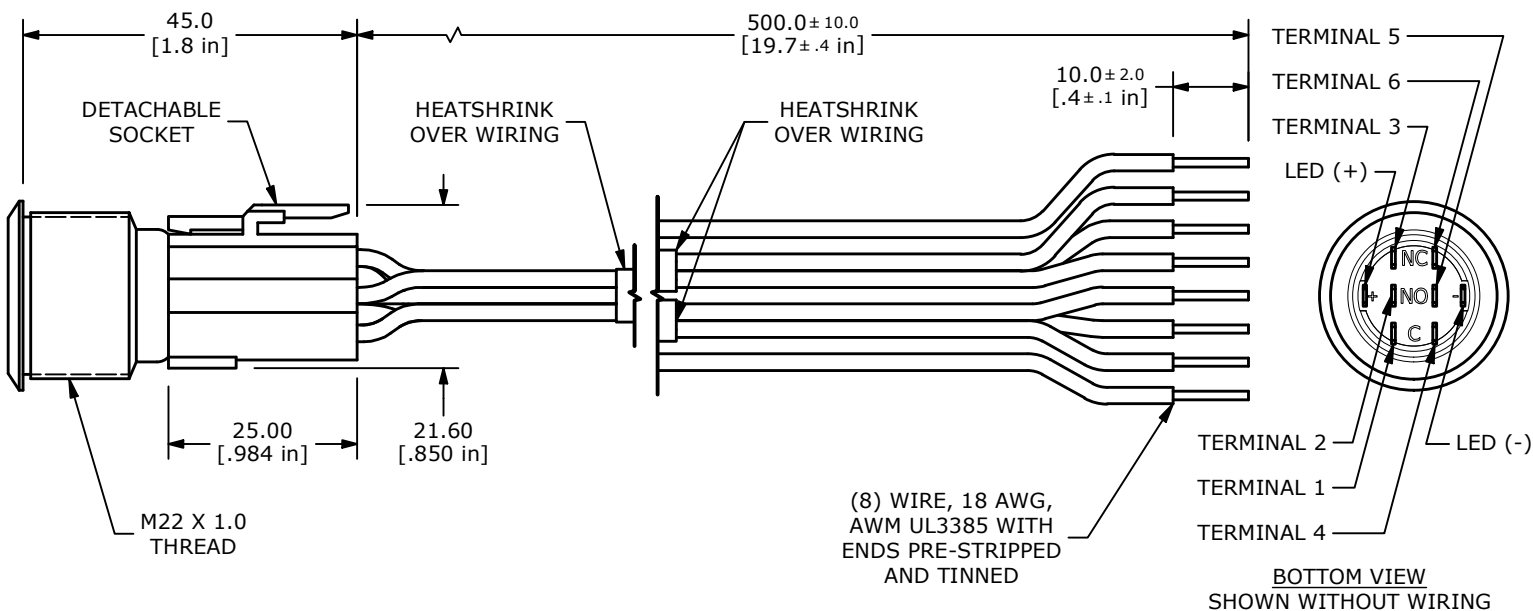 45.0
[1.8 in]
500.0± 10.0
[19.7± .4 in]
10.0± 2.0
[.4± .1 in]
TERMINAL 5
TERMINAL 6
TERMINAL 3
LED (+)
DETACHABLE
SOCKET
HEATSHRINK
OVER WIRING
HEATSHRINK
OVER WIRING
NC
+
NO
-
C
25.00
[.984 in]
21.60
[.850 in]
M22 X 1.0
THREAD
(8) WIRE, 18 AWG,
AWM UL3385 WITH
ENDS PRE-STRIPPED
AND TINNED
TERMINAL 2
LED (-)
TERMINAL 1
TERMINAL 4
BOTTOM VIEW
SHOWN WITHOUT WIRING